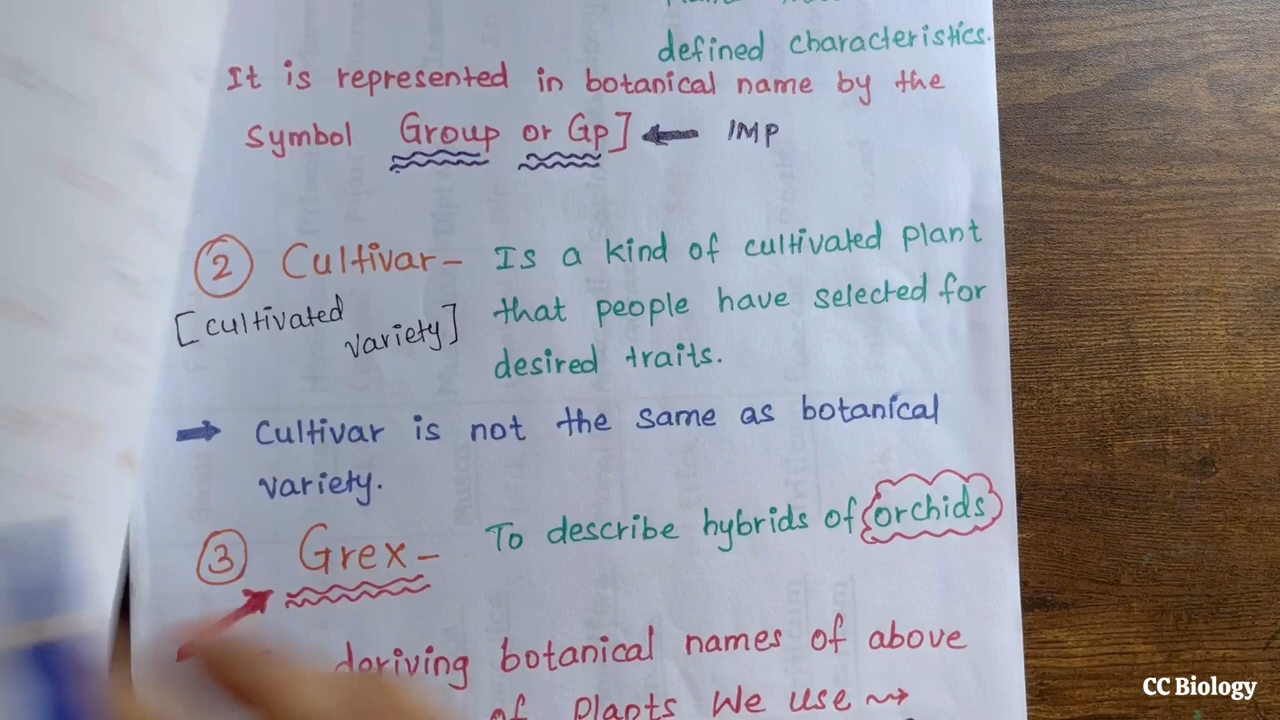 defined characteristics.
It is represented in botanical name by the
Symbol Group or Gp] IMP
② Cultivar – Is a kind of cultivated plant
[cultivated variety] that people have selected for
desired traits.
→ Cultivar is not the same as botanical
variety.
③ Grex – To describe hybrids of orchids
deriving botanical names of above
of Plants We use ⇝
CC Biology